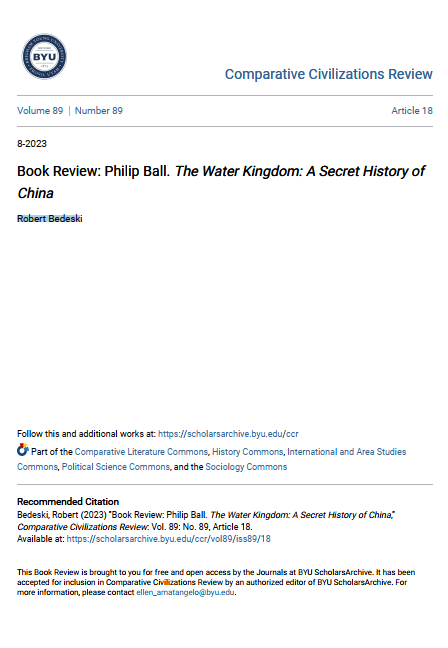 BYU
Comparative Civilizations Review
Volume 89 | Number 89 Article 18
8-2023
Book Review: Philip Ball. The Water Kingdom: A Secret History of
China
Robert Bedeski
Follow this and additional works at: https://scholarsarchive.byu.edu/ccr
Part of the Comparative Literature Commons, History Commons, International and Area Studies
Commons, Political Science Commons, and the Sociology Commons
Recommended Citation
Bedeski, Robert (2023) "Book Review: Philip Ball. The Water Kingdom: A Secret History of China,"
Comparative Civilizations Review: Vol. 89: No. 89, Article 18.
Available at: https://scholarsarchive.byu.edu/ccr/vol89/iss89/18
This Book Review is brought to you for free and open access by the Journals at BYU ScholarsArchive. It has been
accepted for inclusion in Comparative Civilizations Review by an authorized editor of BYU ScholarsArchive. For
more information, please contact ellen_amatangelo@byu.edu.